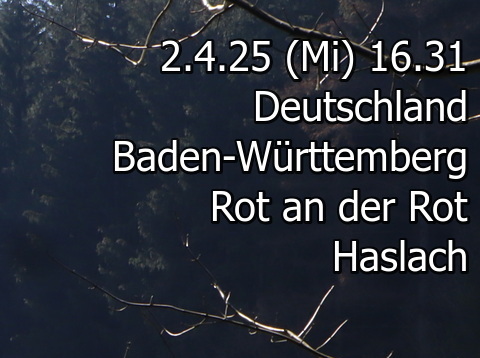 2.4.25 (Mi) 16.31
Deutschland
Baden-Württemberg
Rot an der Rot
Haslach